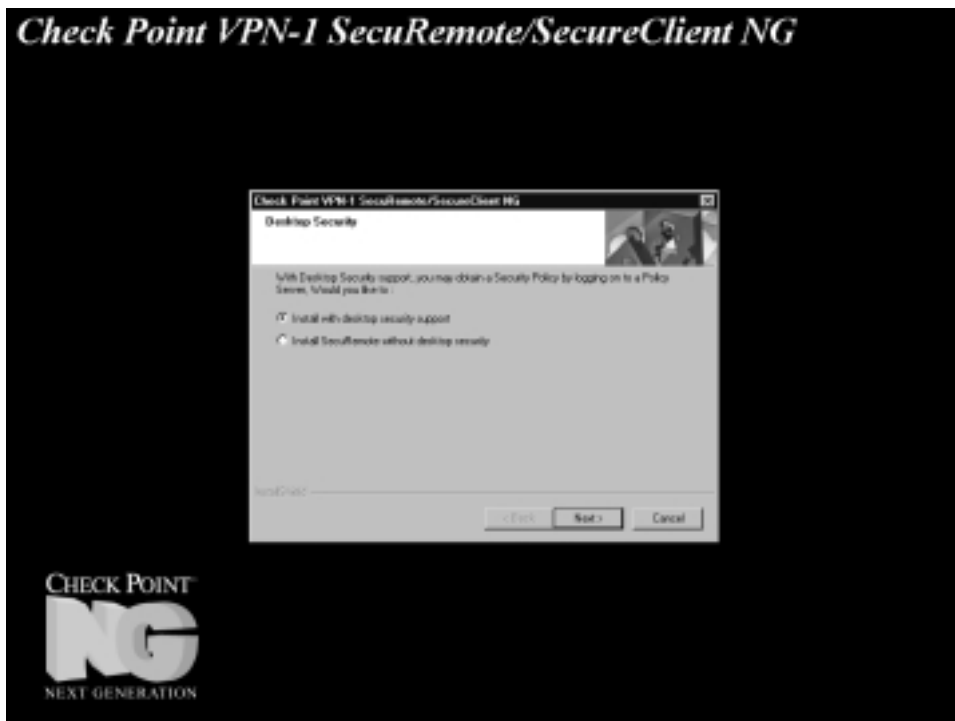 Check Point VPN-1 SecuRemote/SecureClient NG
Check Point VPN-1 SecuRemote/SecureClient NG
Desktop Security
With Desktop Security support, you may obtain a Security Policy by logging on to a Policy
Server, Would you like to :
Install with desktop security support
Install SecuRemote without desktop security
InstallShield
< Back
Next >
Cancel
CHECK POINT
NG
NEXT GENERATION